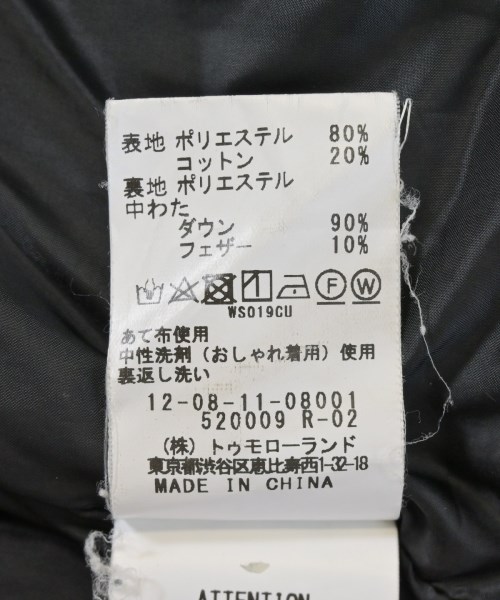 表地 ポリエステル 80%
コットン 20%
裏地 ポリエステル
中わた
ダウン 90%
フェザー 10%
F W
WS019CU
あて布使用
中性洗剤（おしゃれ着用）使用
裏返し洗い
12-08-11-08001
520009 R-02
（株）トゥモローランド
東京都渋谷区恵比寿西1-32-18
MADE IN CHINA
ATTENTION